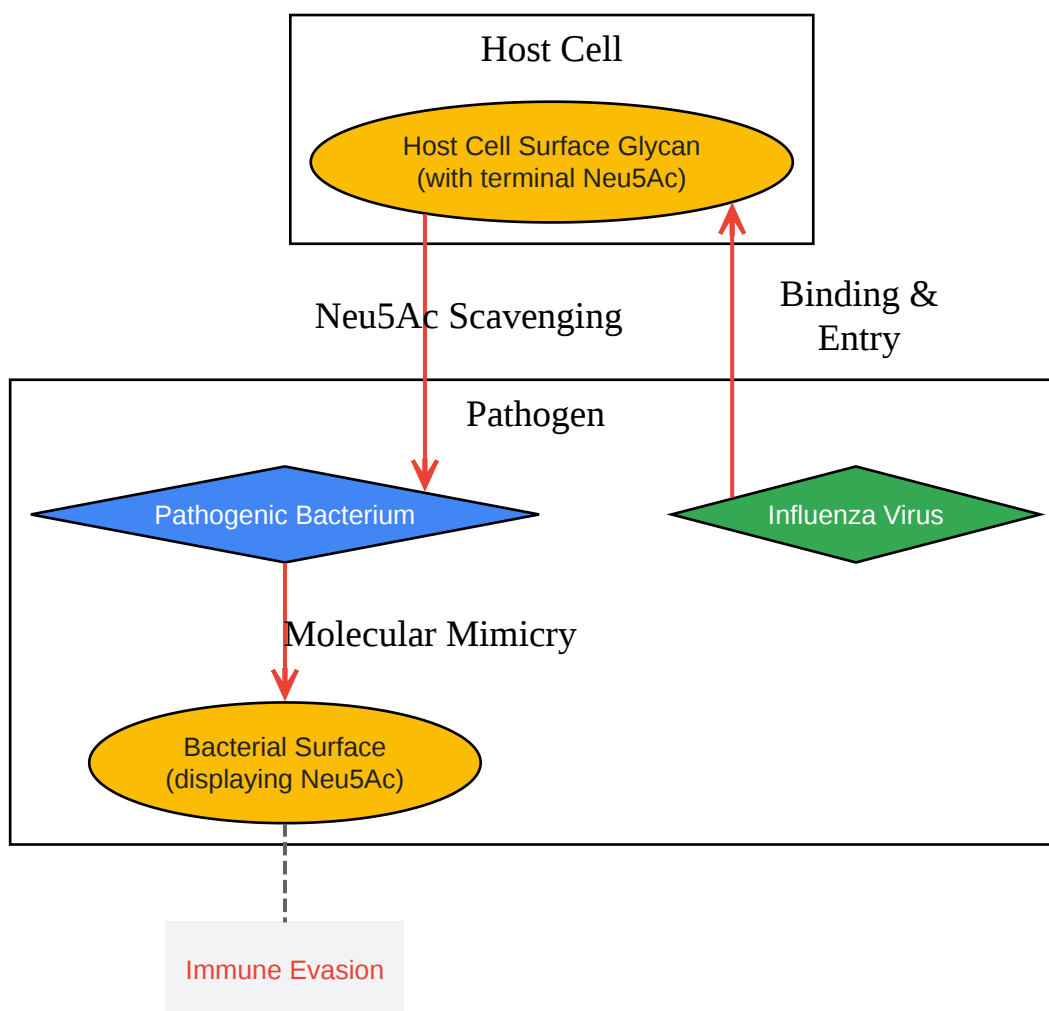 Host Cell
Host Cell Surface Glycan
(with terminal Neu5Ac)
Neu5Ac Scavenging
Binding &
Entry
Pathogen
Pathogenic Bacterium
Influenza Virus
Molecular Mimicry
Bacterial Surface
(displaying Neu5Ac)
Immune Evasion